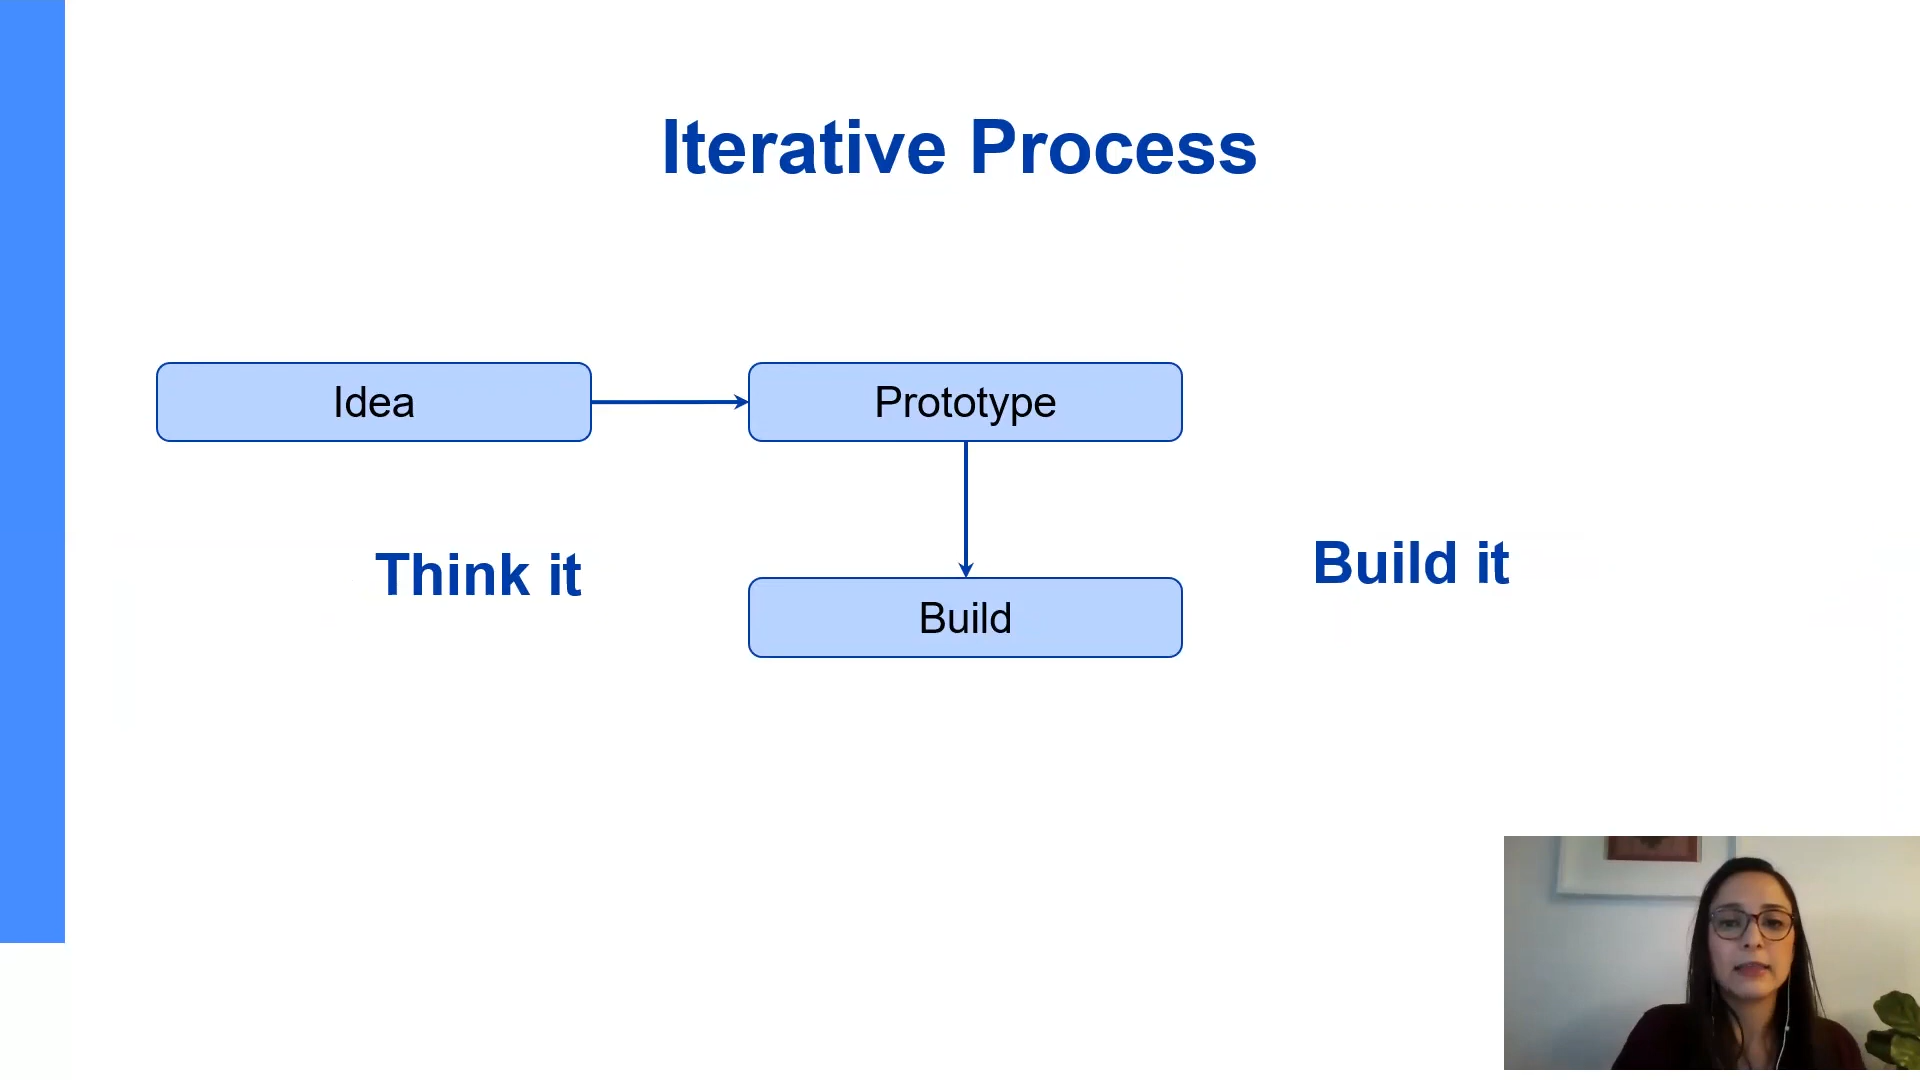 Iterative Process
Idea
Prototype
Think it
Build it
Build